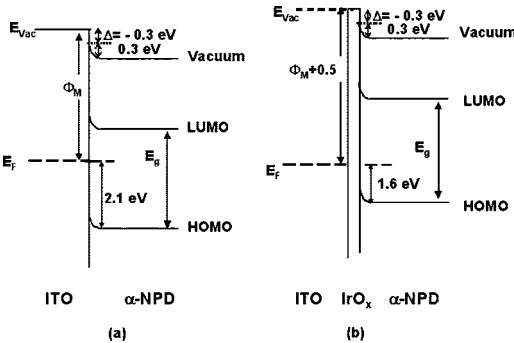 E_Vac
Δ= - 0.3 eV
0.3 eV
Vacuum
Φ_M
LUMO
E_F
E_g
2.1 eV
HOMO
ITO α-NPD
(a)
E_Vac
Δ= - 0.3 eV
0.3 eV
Vacuum
Φ_M+0.5
LUMO
E_g
E_F
1.6 eV
HOMO
ITO IrO_x α-NPD
(b)